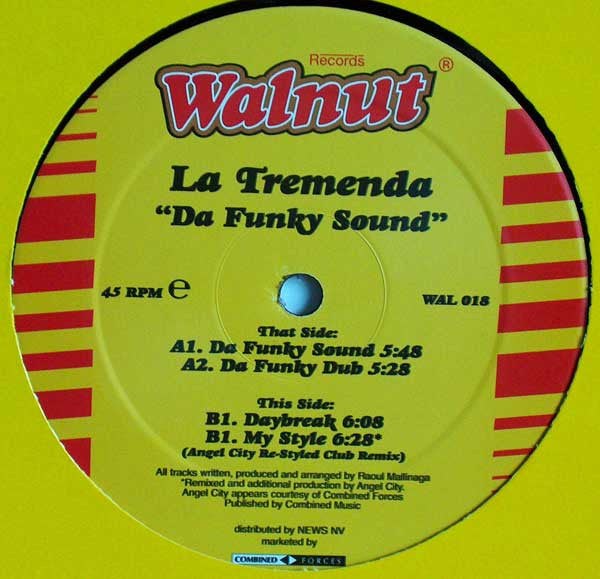 Records
Walnut ®
La Tremenda
"Da Funky Sound"
45 RPM e
WAL 018
That Side:
A1. Da Funky Sound 5:48
A2. Da Funky Dub 5:28
This Side:
B1. Daybreak 6:08
B1. My Style 6:28*
(Angel City Re-Styled Club Remix)
All tracks written, produced and arranged by Raoul Mallinaga
*Remixed and additional production by Angel City.
Angel City appears courtesy of Combined Forces
Published by Combined Music
distributed by NEWS NV
marketed by
COMBINED FORCES